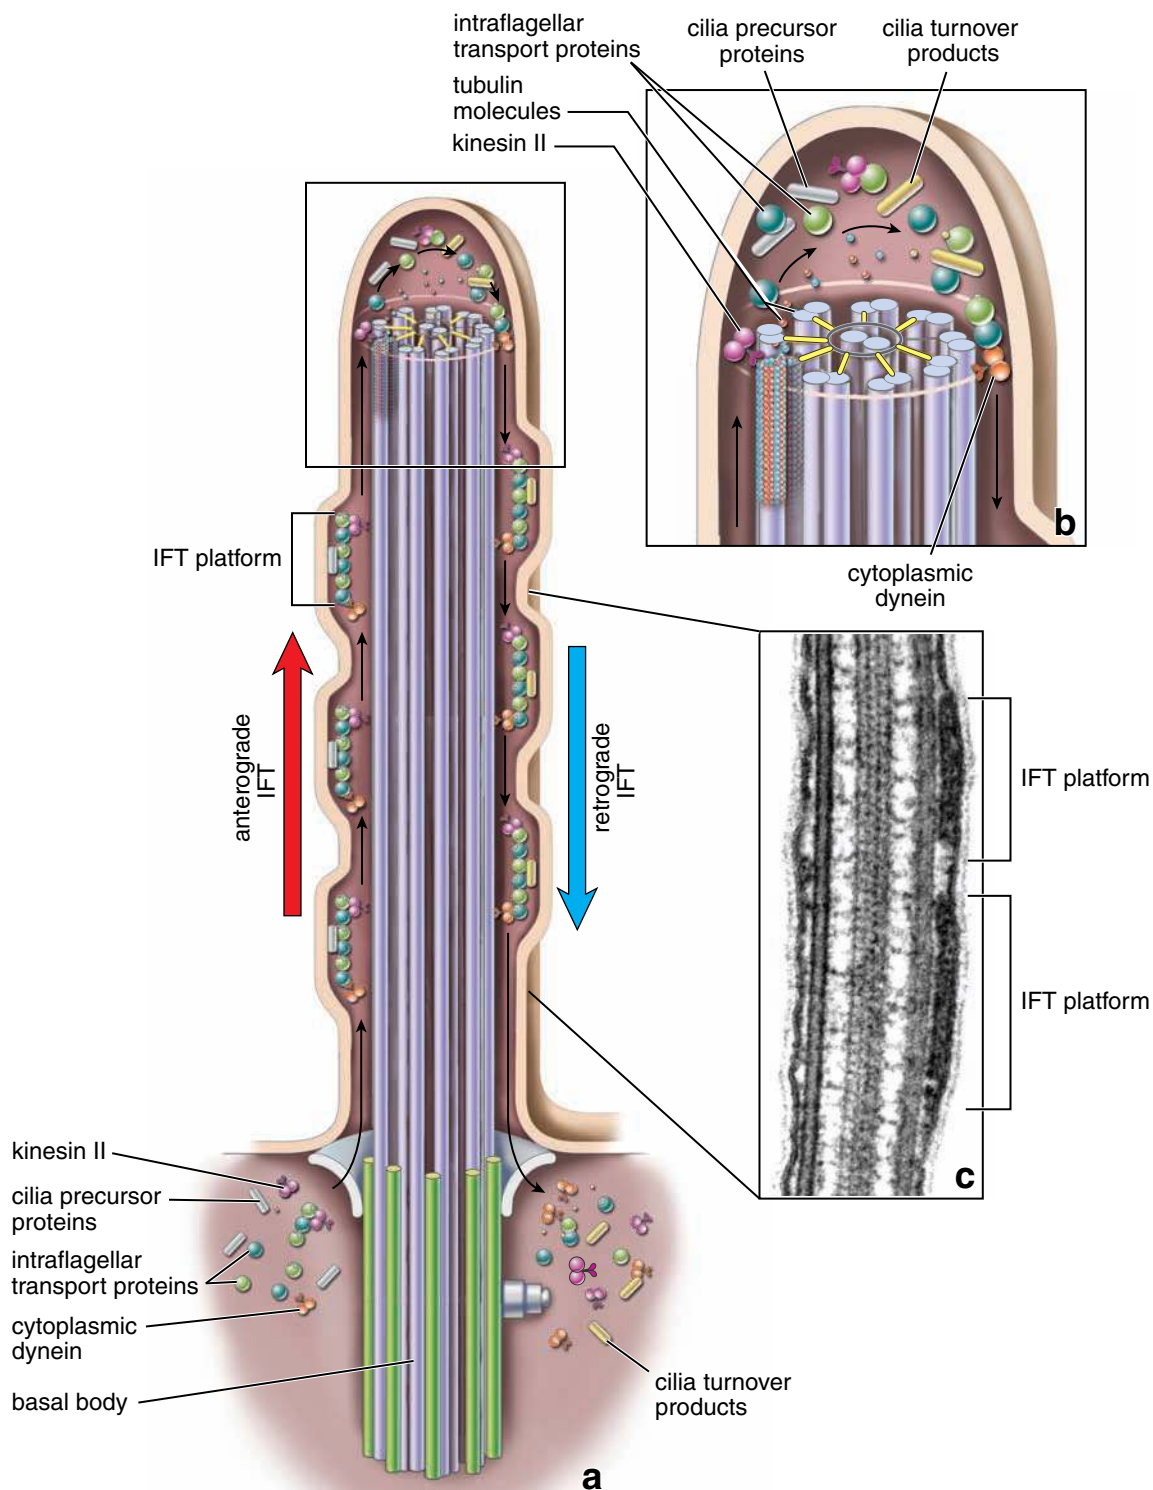 intraflagellar
transport proteins
cilia precursor
proteins
cilia turnover
products
tubulin
molecules
kinesin II
b
cytoplasmic
dynein
IFT platform
anterograde
IFT
retrograde
IFT
IFT platform
IFT platform
c
kinesin II
cilia precursor
proteins
intraflagellar
transport proteins
cytoplasmic
dynein
basal body
cilia turnover
products
a